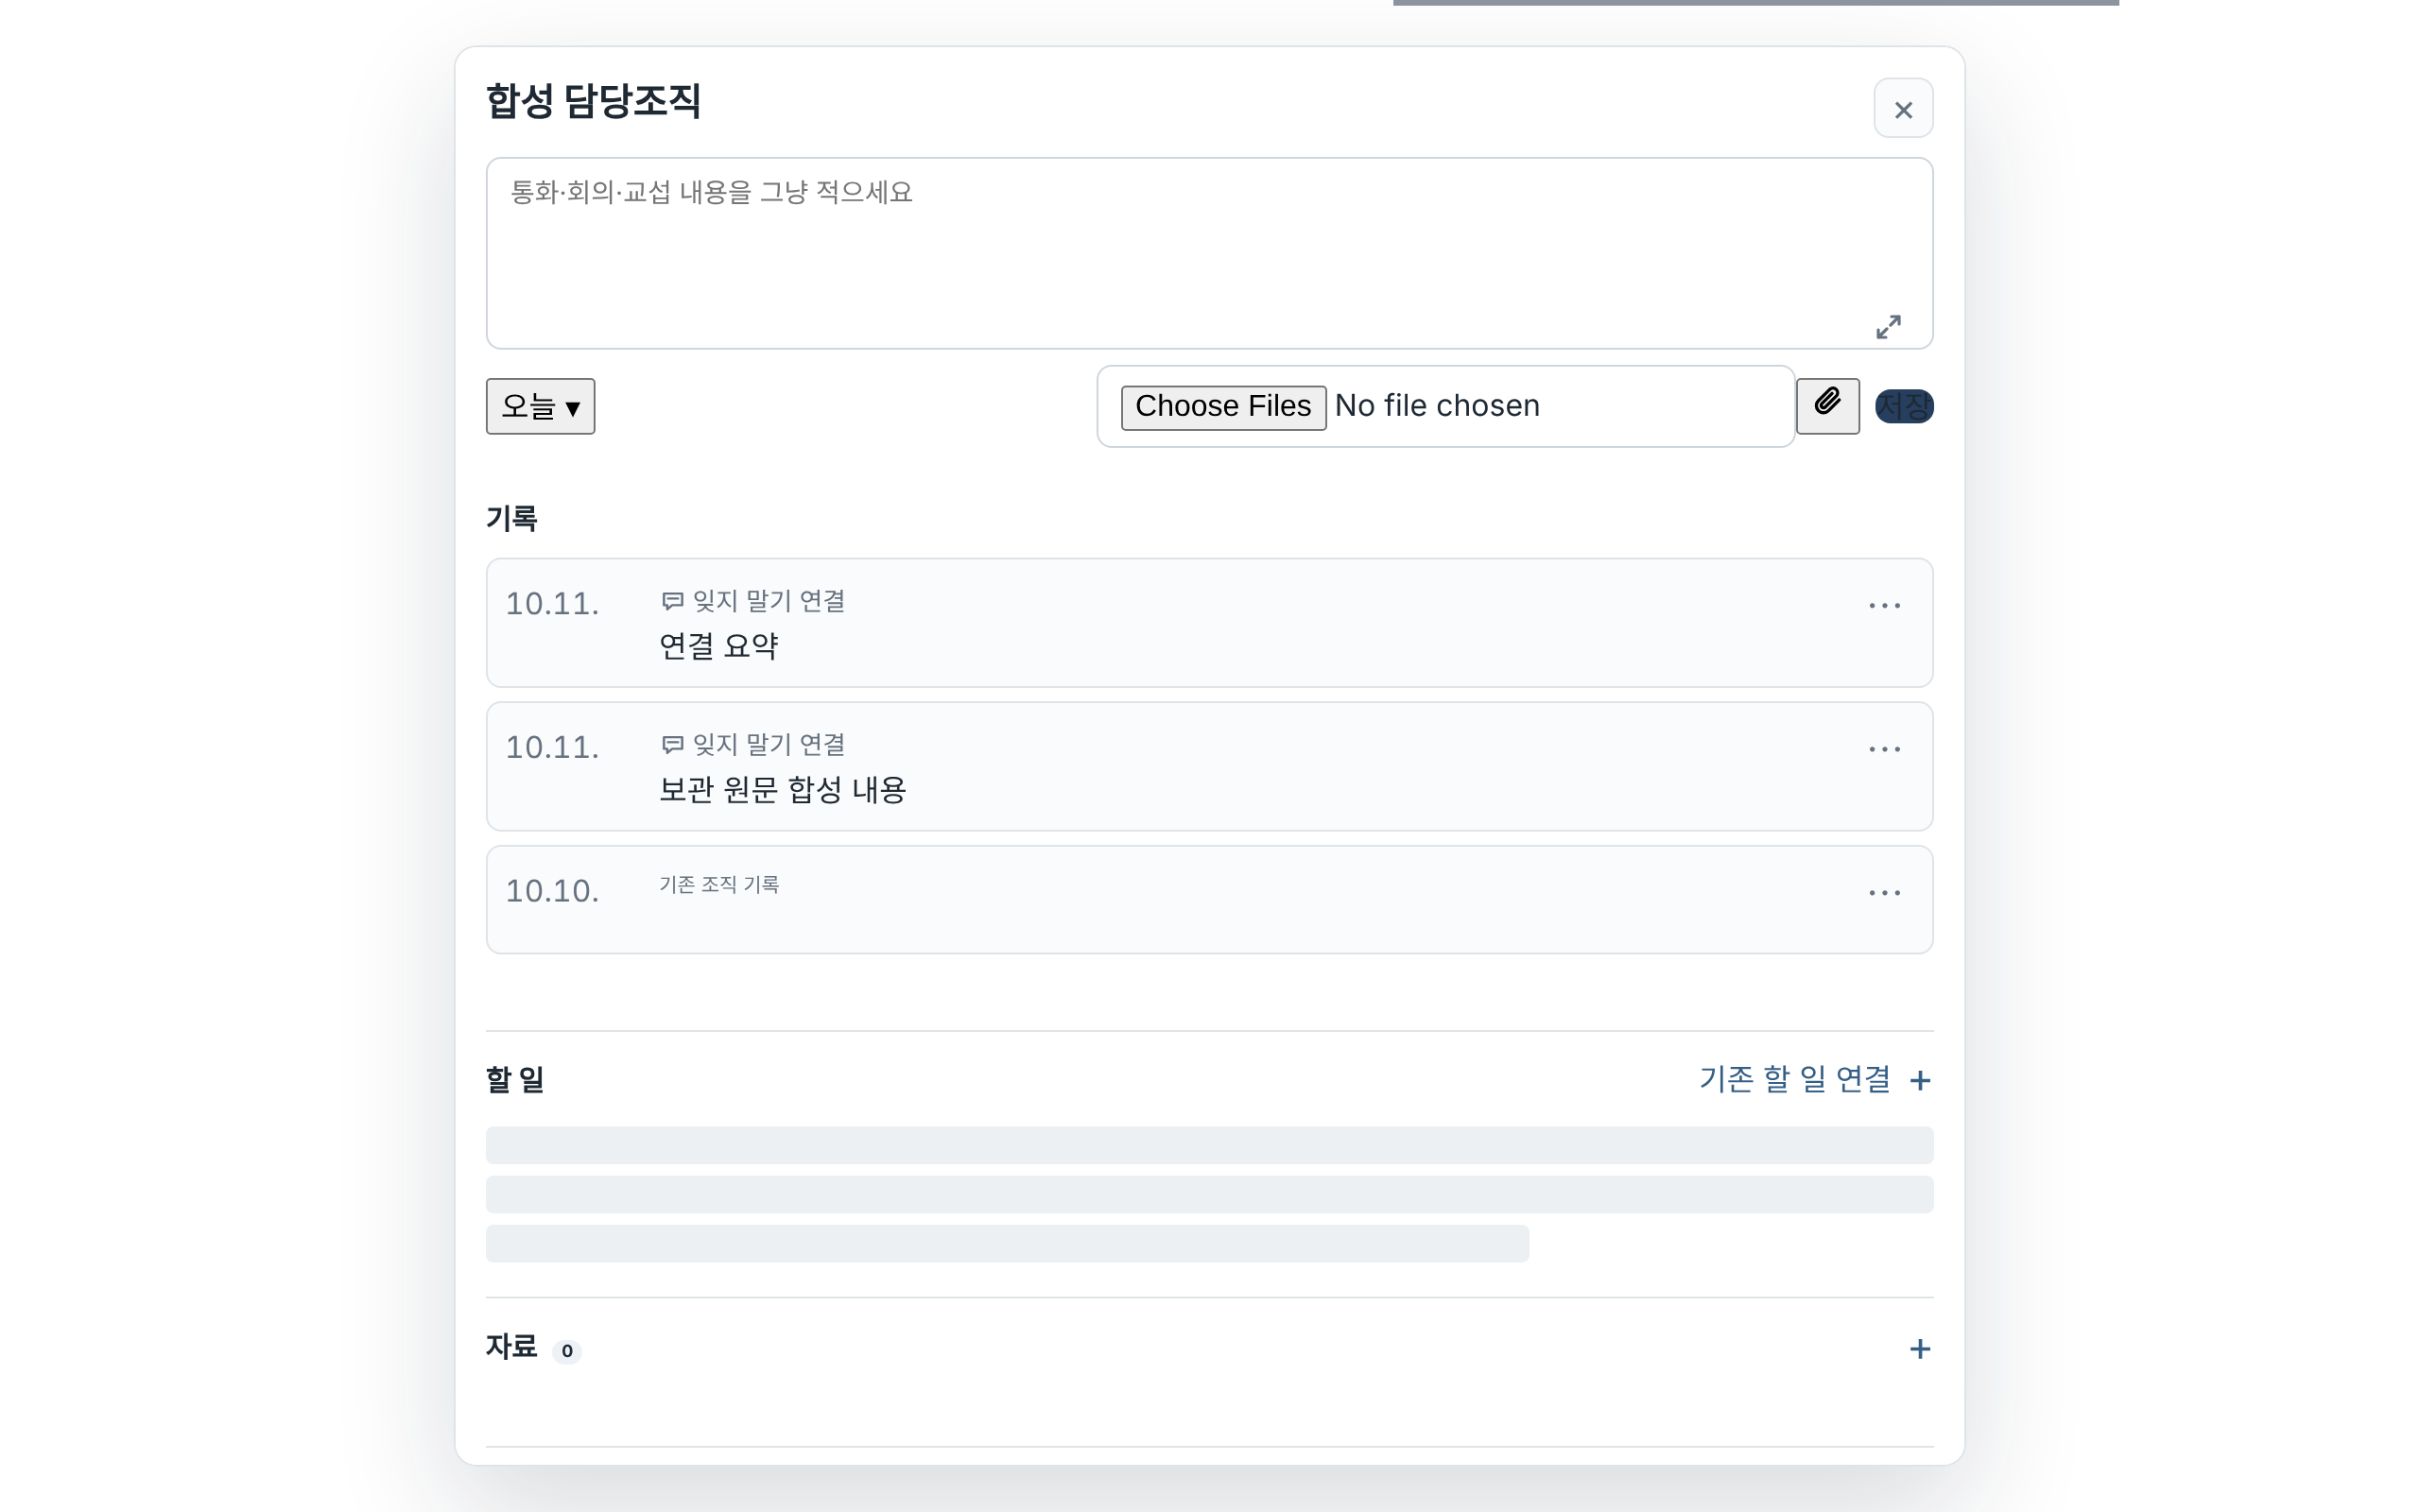 합성 담당조직
×
통화·회의·교섭 내용을 그냥 적으세요
오늘 ▾
Choose Files No file chosen
저장
기록
10.11. 잊지 말기 연결 ···
연결 요약
10.11. 잊지 말기 연결 ···
보관 원문 합성 내용
10.10. 기존 조직 기록 ···
할 일
기존 할 일 연결 +
자료 0 +